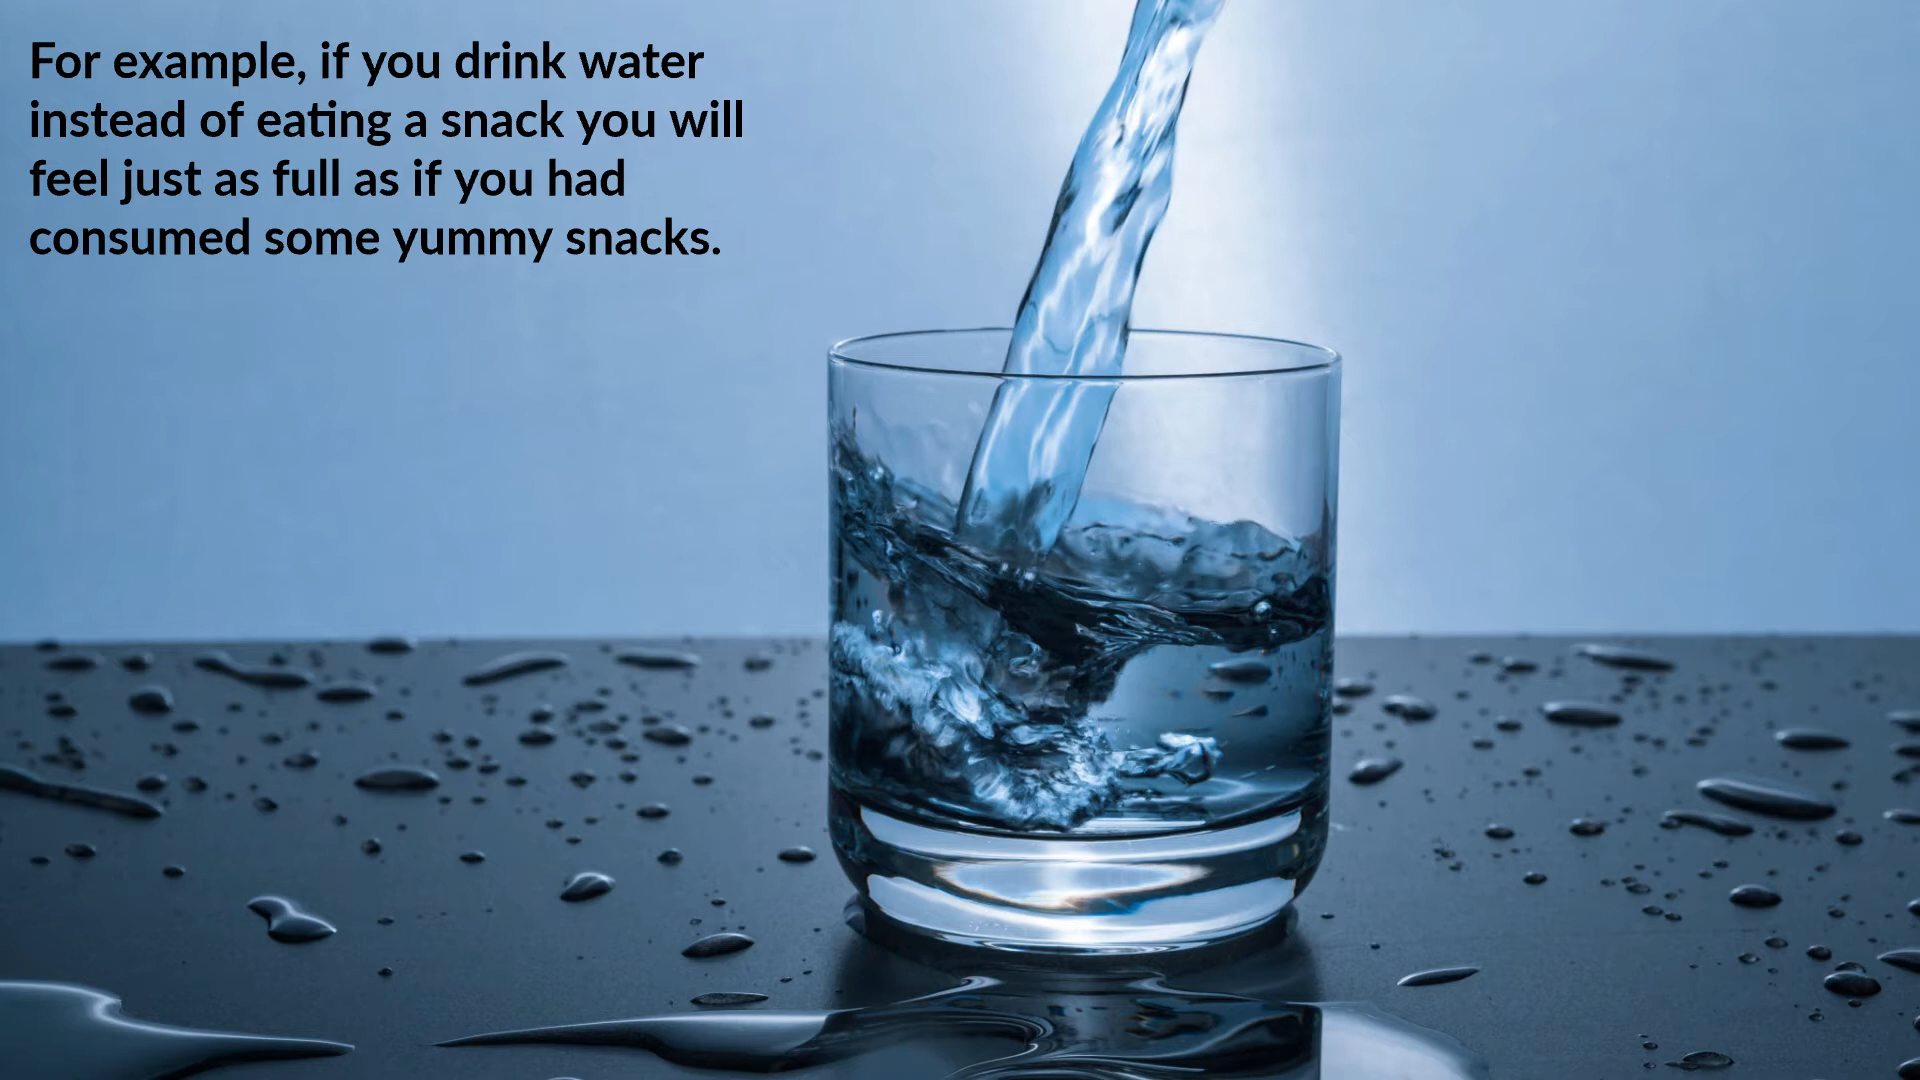 For example, if you drink water
instead of eating a snack you will
feel just as full as if you had
consumed some yummy snacks.